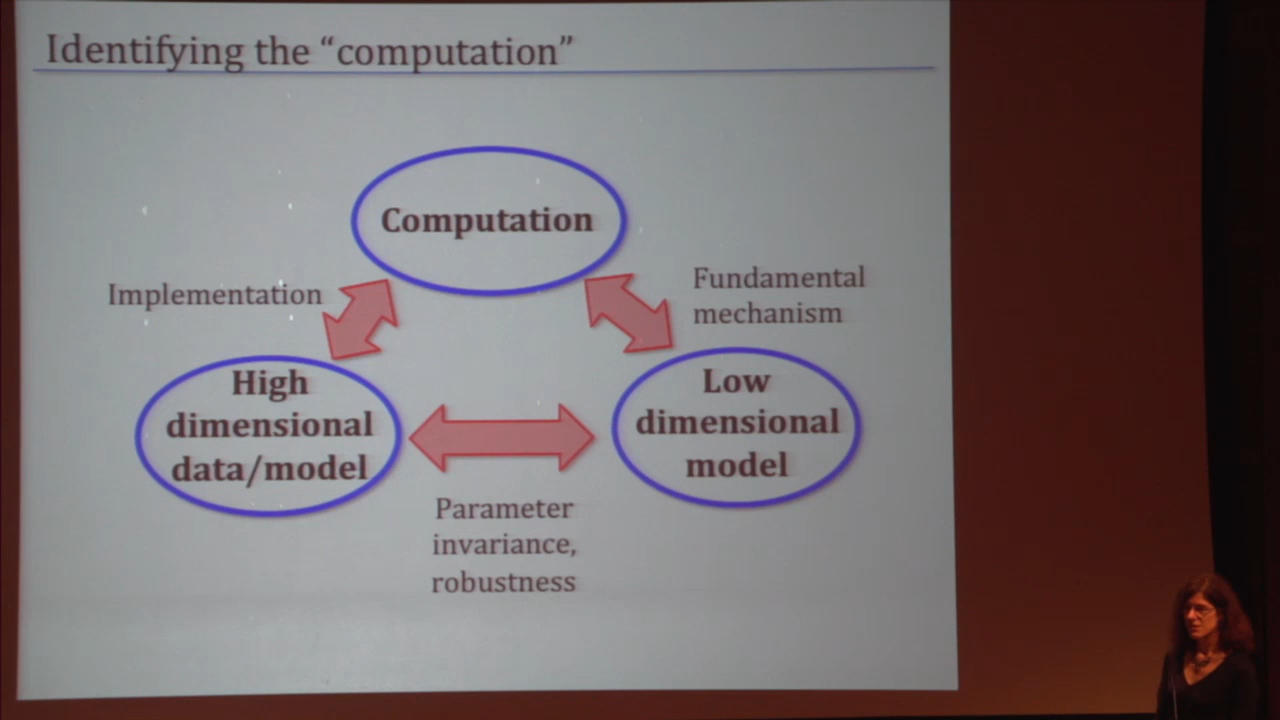 Identifying the “computation”
Computation
Implementation
Fundamental
mechanism
High
dimensional
data/model
Low
dimensional
model
Parameter
invariance,
robustness